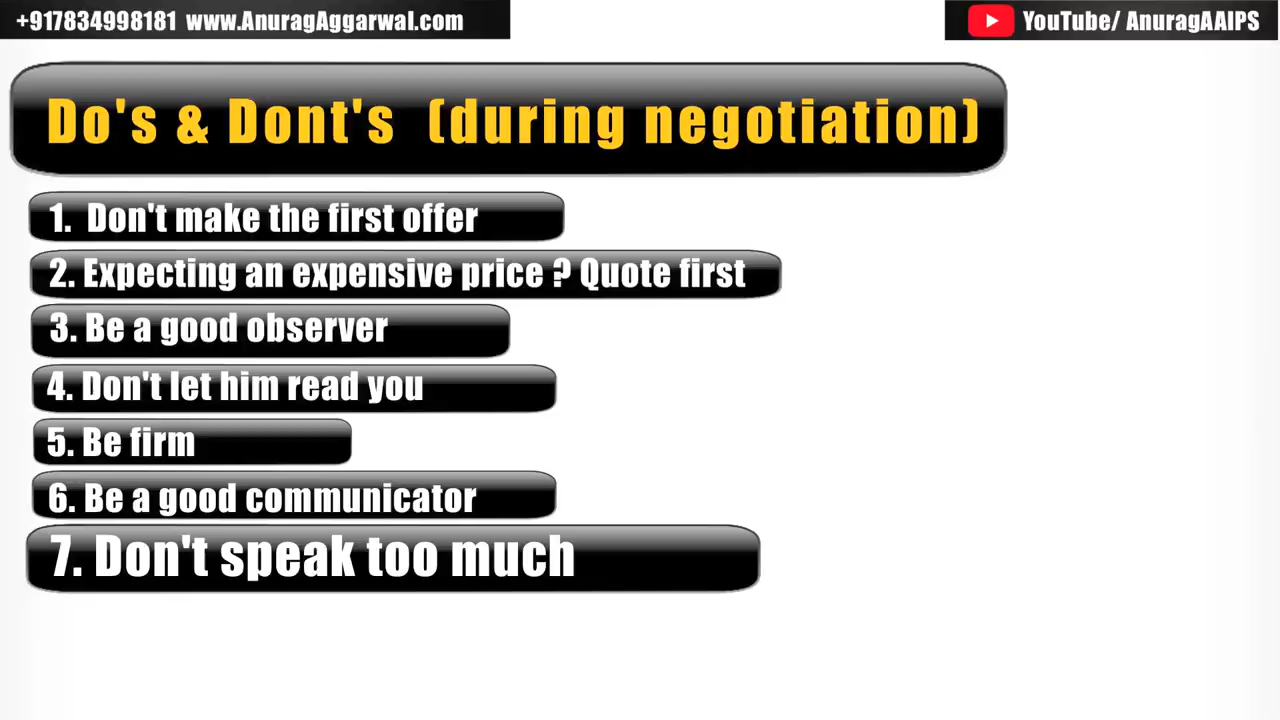 +917834998181 www.AnuragAggarwal.com
YouTube/ AnuragAAIPS
Do's & Dont's (during negotiation)
1. Don't make the first offer
2. Expecting an expensive price ? Quote first
3. Be a good observer
4. Don't let him read you
5. Be firm
6. Be a good communicator
7. Don't speak too much